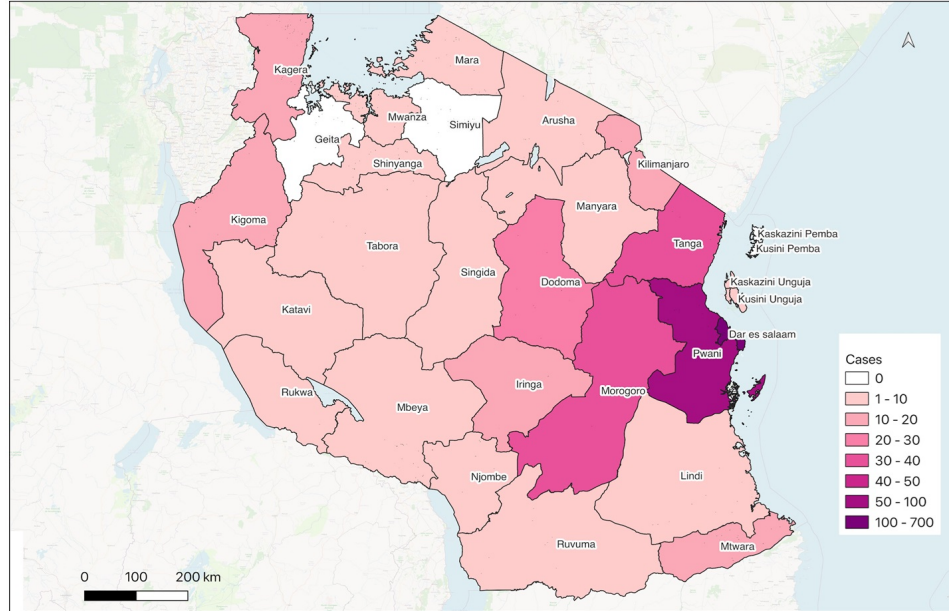 Kagera
Mara
Mwanza
Simiyu
Arusha
Geita
Shinyanga
Kilimanjaro
Kigoma
Manyara
Tabora
Tanga
Kaskazini Pemba
Kusini Pemba
Singida
Dodoma
Kaskazini Unguja
Kusini Unguja
Katavi
Dar es salaam
Pwani
Rukwa
Mbeya
Iringa
Morogoro
Njombe
Lindi
Ruvuma
Mtwara
Cases
0
1 - 10
10 - 20
20 - 30
30 - 40
40 - 50
50 - 100
100 - 700
0 100 200 km